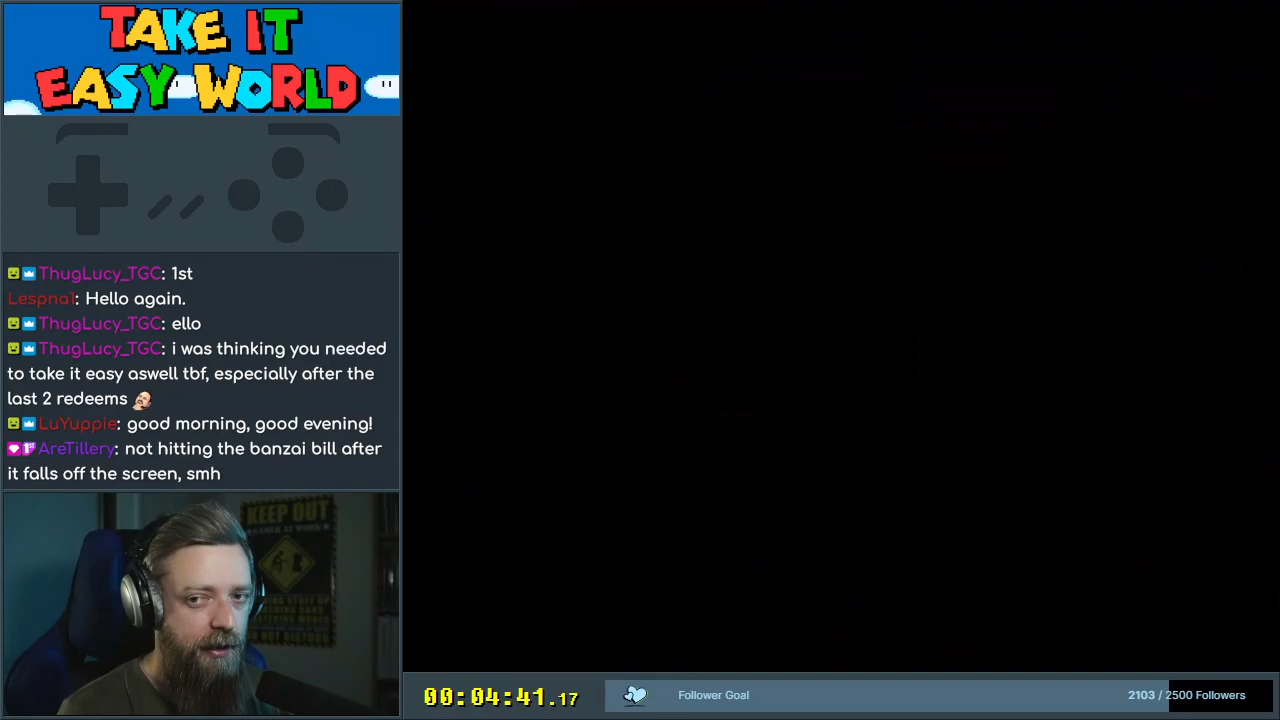 TAKE IT
EASY WORLD
ThugLucy_TGC: 1st
Lespna1: Hello again.
ThugLucy_TGC: ello
ThugLucy_TGC: i was thinking you needed
to take it easy aswell tbf, especially after the
last 2 redeems
LuYuppie: good morning, good evening!
AreTillery: not hitting the banzai bill after
it falls off the screen, smh
KEEP OUT
00:04:41.17
Follower Goal
2103 / 2500 Followers